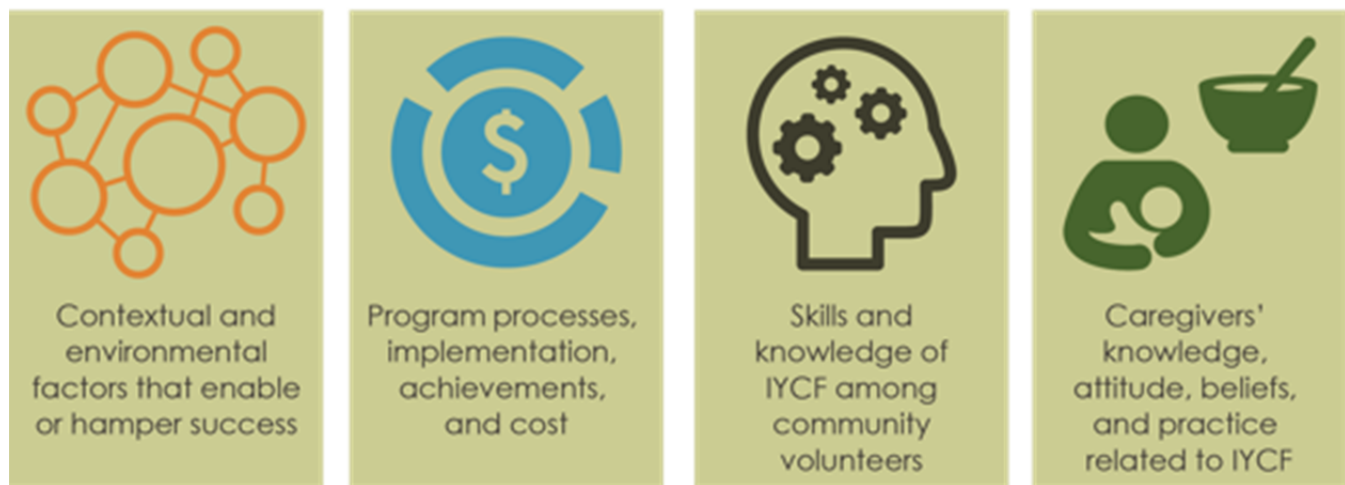 $
Contextual and
environmental
factors that enable
or hamper success
Program processes,
implementation,
achievements,
and cost
Skills and
knowledge of
IYCF among
community
volunteers
Caregivers’
knowledge,
attitude, beliefs,
and practice
related to IYCF